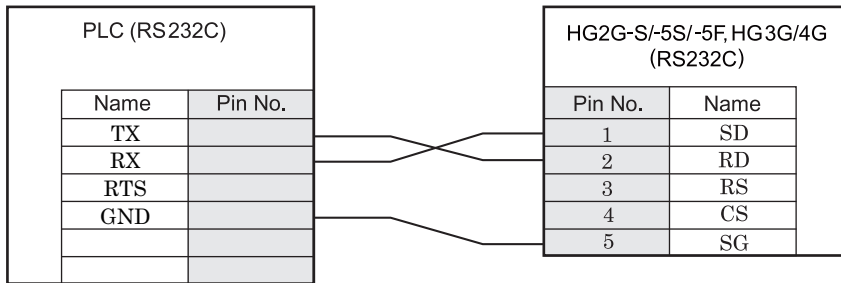 PLC (RS232C)
Name Pin No.
TX
RX
RTS
GND
HG2G-S/-5S/-5F, HG3G/4G
(RS232C)
Pin No. Name
1 SD
2 RD
3 RS
4 CS
5 SG